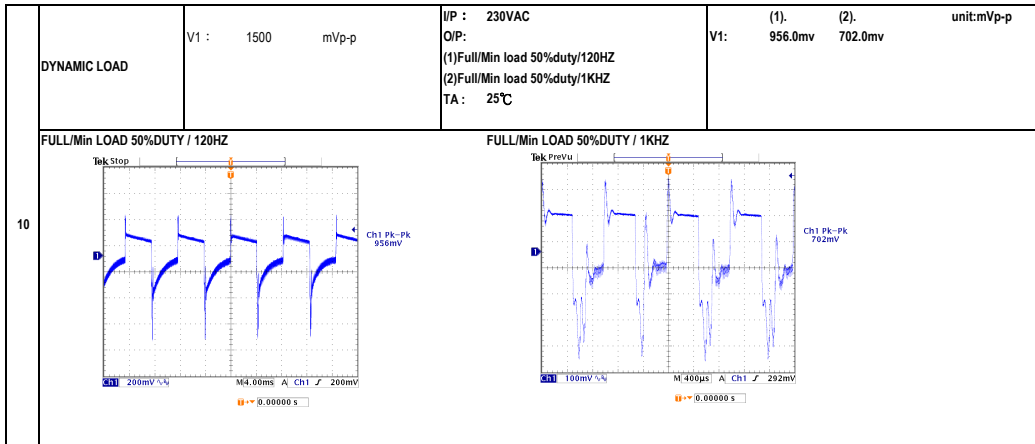 10
DYNAMIC LOAD
V1 : 1500 mVp-p
I/P : 230VAC
O/P:
(1)Full/Min load 50%duty/120HZ
(2)Full/Min load 50%duty/1KHZ
TA : 25℃
(1). (2). unit:mVp-p
V1: 956.0mv 702.0mv
FULL/Min LOAD 50%DUTY / 120HZ
Tek Stop
T
T
1
Ch1 Pk-Pk
956mV
Ch1 200mV M 4.00ms A Ch1 200mV
T 0.00000 s
FULL/Min LOAD 50%DUTY / 1KHZ
Tek PreVu
T
T
1
Ch1 Pk-Pk
702mV
Ch1 100mV M 400µs A Ch1 292mV
T 0.00000 s